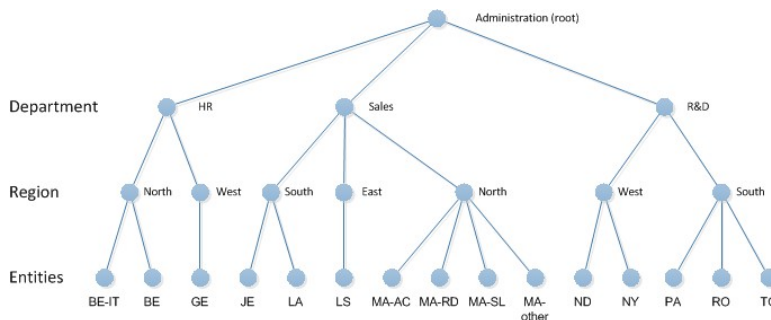 Administration (root)
Department
HR
Sales
R&D
Region
North
West
South
East
North
West
South
Entities
BE-IT
BE
GE
JE
LA
LS
MA-AC
MA-RD
MA-SL
MA-
other
ND
NY
PA
RO